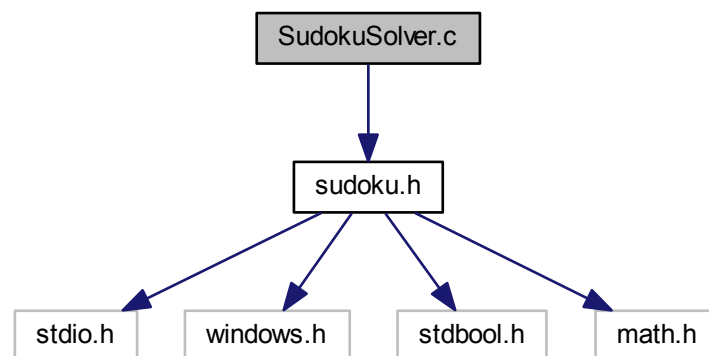 SudokuSolver.c
sudoku.h
stdio.h
windows.h
stdbool.h
math.h